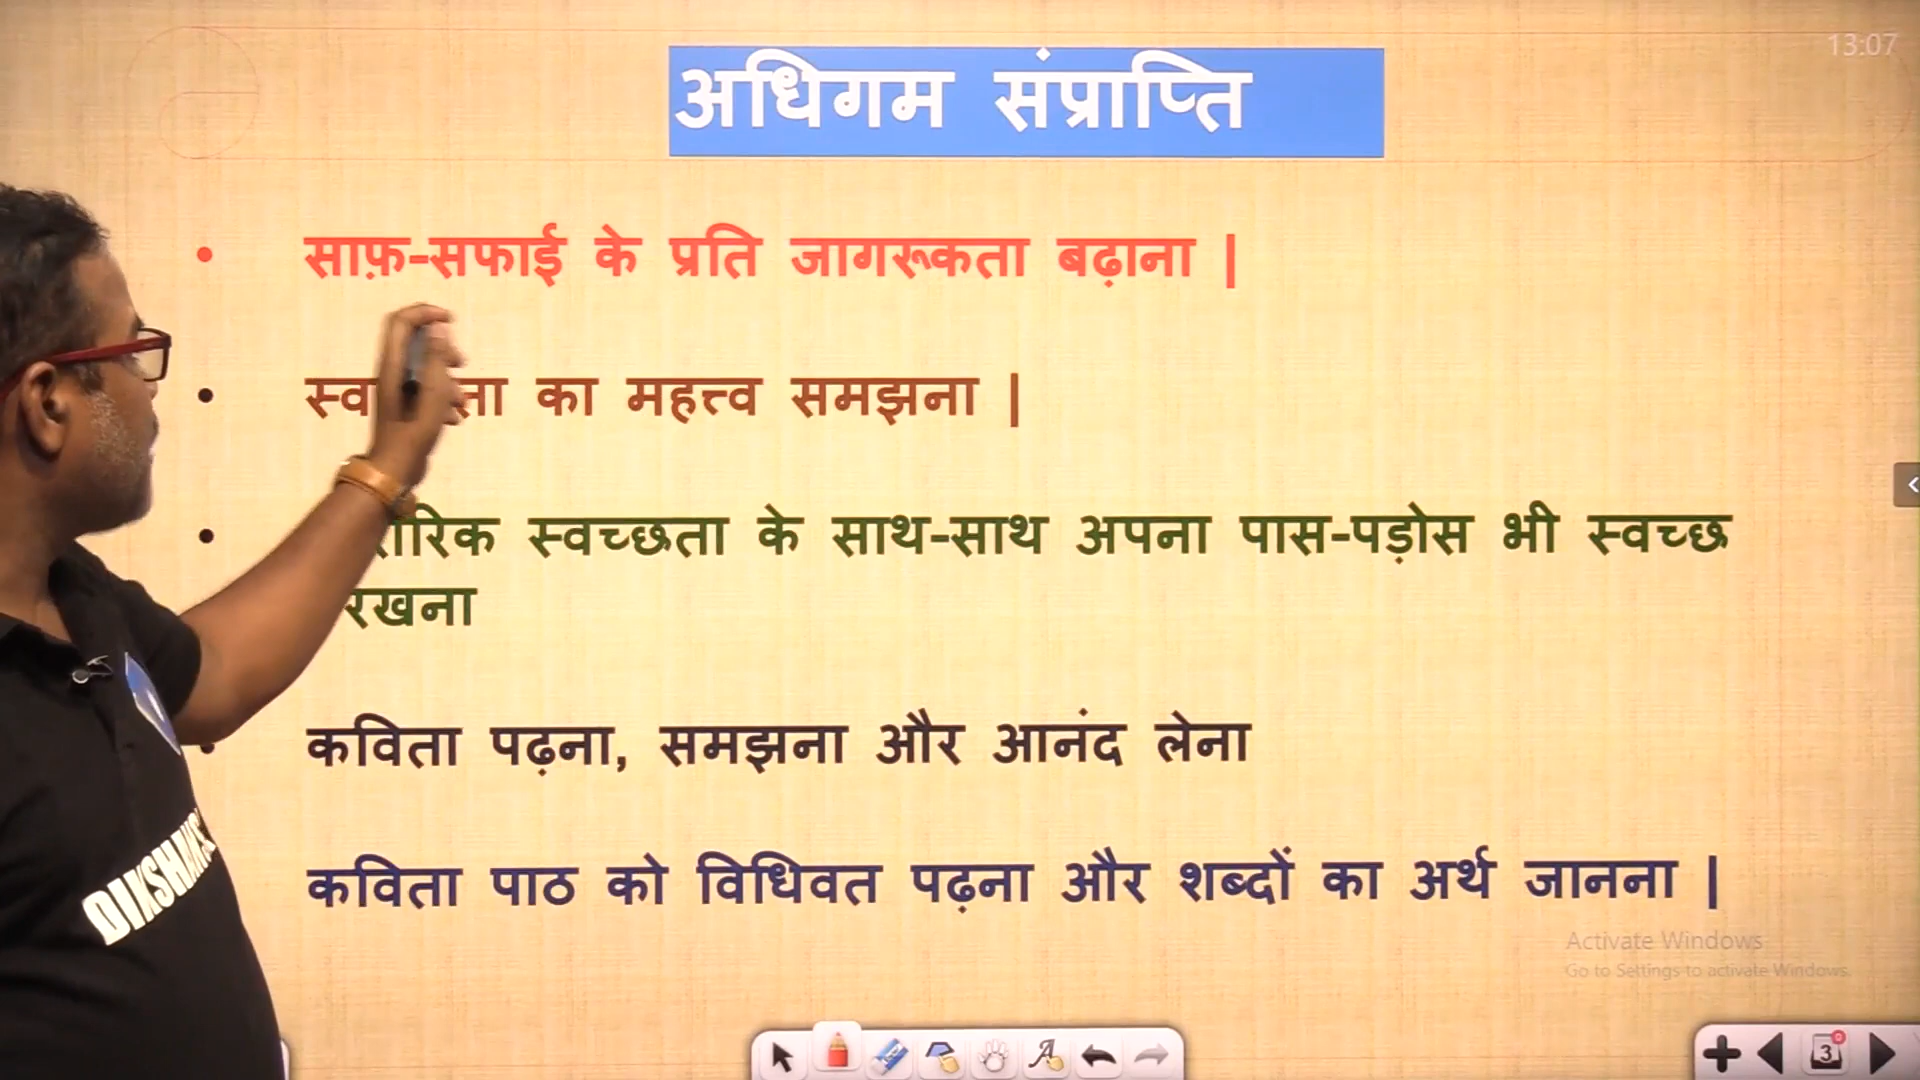 13:07
अधिगम संप्राप्ति
साफ़-सफाई के प्रति जागरूकता बढ़ाना |
का महत्त्व समझना |
स्वच्छता के साथ-साथ अपना पास-पड़ोस भी स्वच्छ
रखना
कविता पढ़ना, समझना और आनंद लेना
कविता पाठ को विधिवत पढ़ना और शब्दों का अर्थ जानना |
Activate Windows
Go to Settings to activate Windows.
3